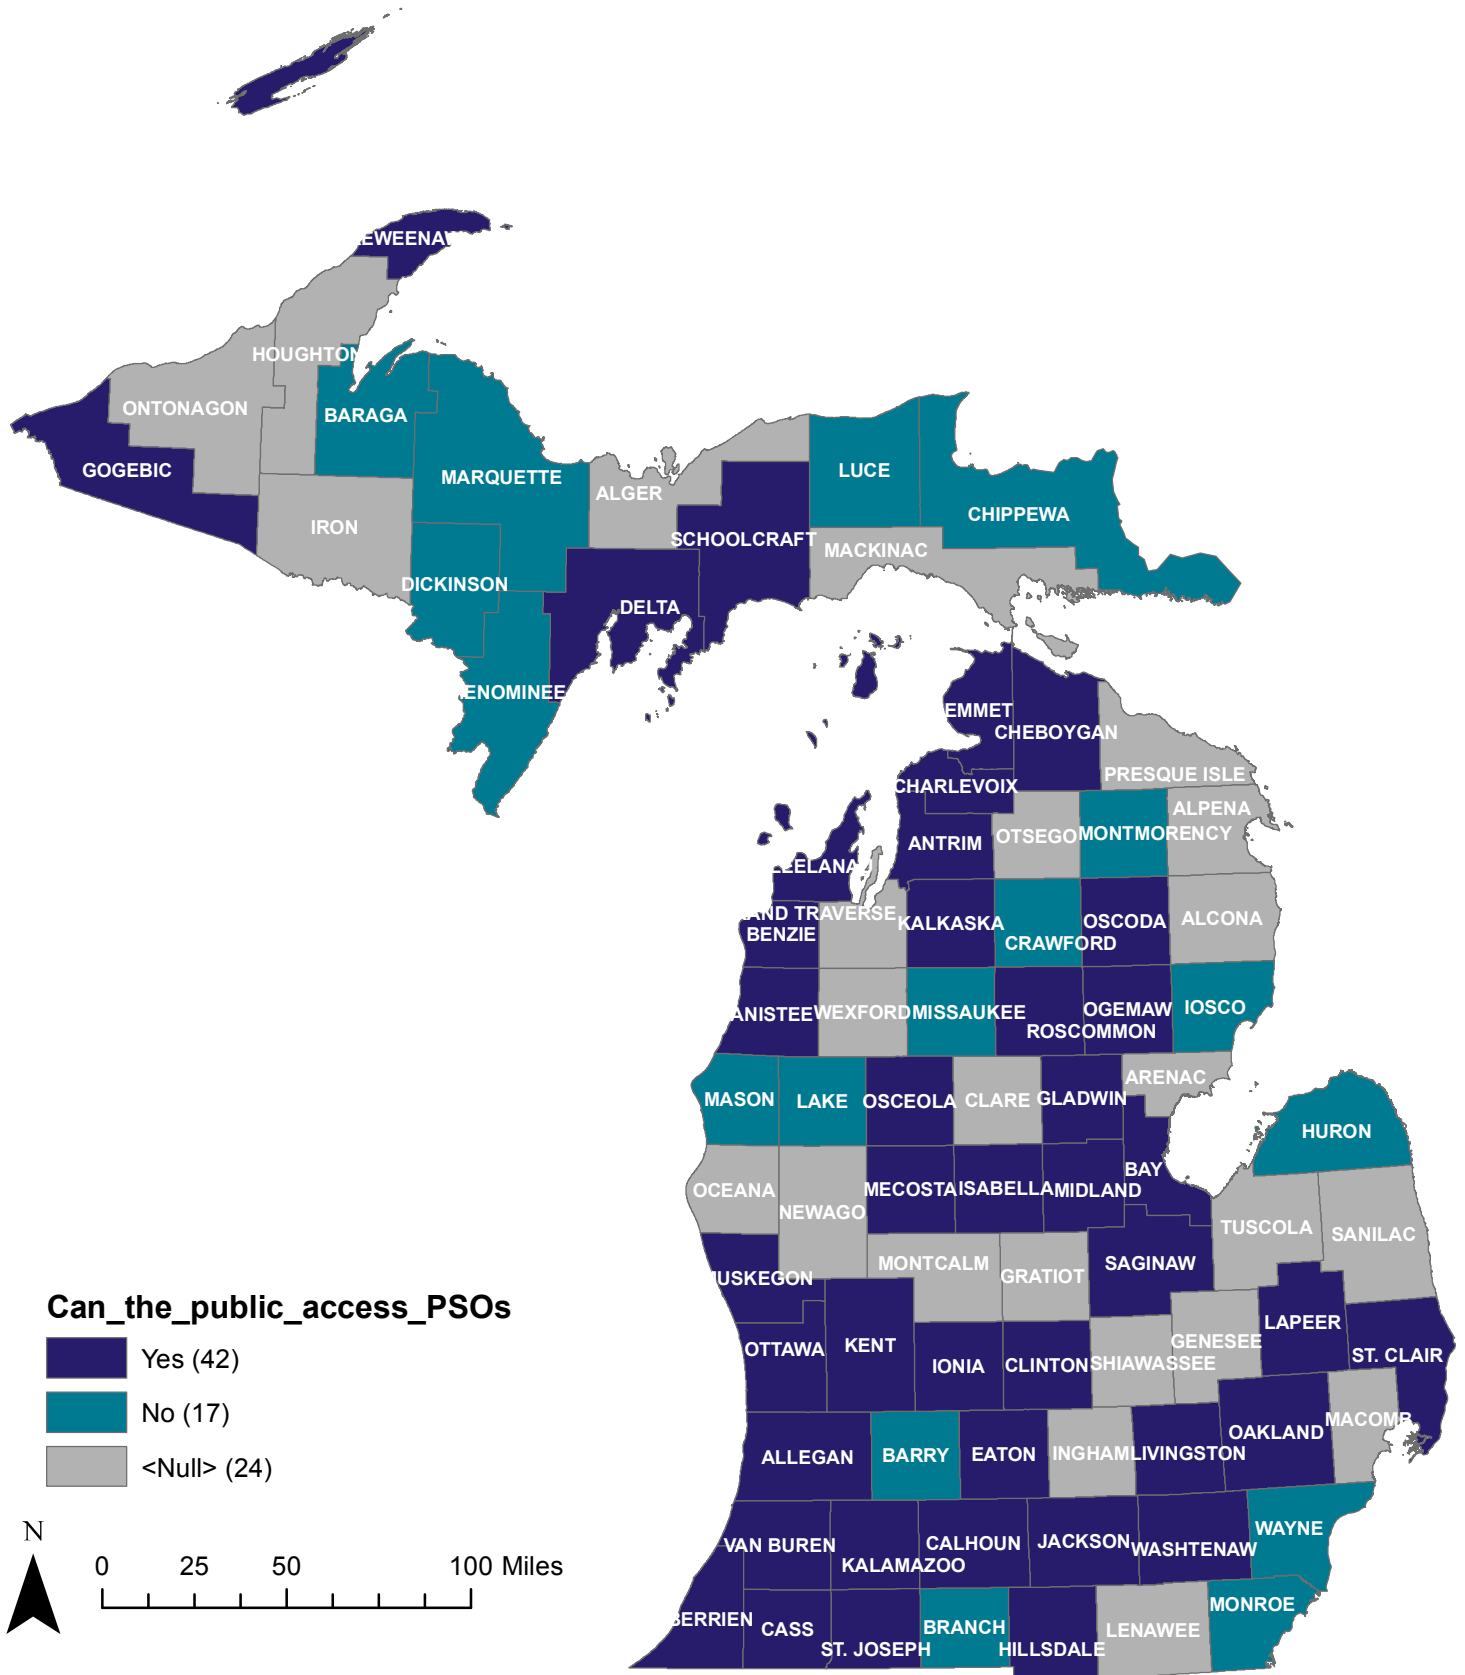 EWEENAW
HOUGHTON
ONTONAGON
BARAGA
GOGEBIC
MARQUETTE
LUCE
ALGER
CHIPPEWA
IRON
SCHOOLCRAFT
MACKINAC
DICKINSON
DELTA
ENOMINEE
EMMET
CHEBOYGAN
PRESQUE ISLE
CHARLEVOIX
ALPENA
OTSEGO
MONTMORENCY
ANTRIM
LEELANAU
AND TRAVERSE
BENZIE
KALKASKA
CRAWFORD
OSCODA
ALCONA
ANISTEE
WEXFORD
MISSAUKEE
ROSCOMMON
OGEMAW
IOSCO
ARENAC
MASON
LAKE
OSCEOLA
CLARE
GLADWIN
HURON
BAY
OCEANA
NEWAGO
MECOSTA
ISABELLA
MIDLAND
TUSCOLA
SANILAC
MONTCALM
GRATIOT
SAGINAW
USKEGON
LAPEER
GENESEE
ST. CLAIR
OTTAWA
KENT
IONIA
CLINTON
SHIAWASSEE
MACOMB
OAKLAND
ALLEGAN
BARRY
EATON
INGHAM
LIVINGSTON
WAYNE
VAN BUREN
KALAMAZOO
CALHOUN
JACKSON
WASHTENAW
MONROE
BERRIEN
CASS
ST. JOSEPH
BRANCH
HILLSDALE
LENAWEE
Can_the_public_access_PSOs
Yes (42)
No (17)
<Null> (24)
N
0 25 50 100 Miles